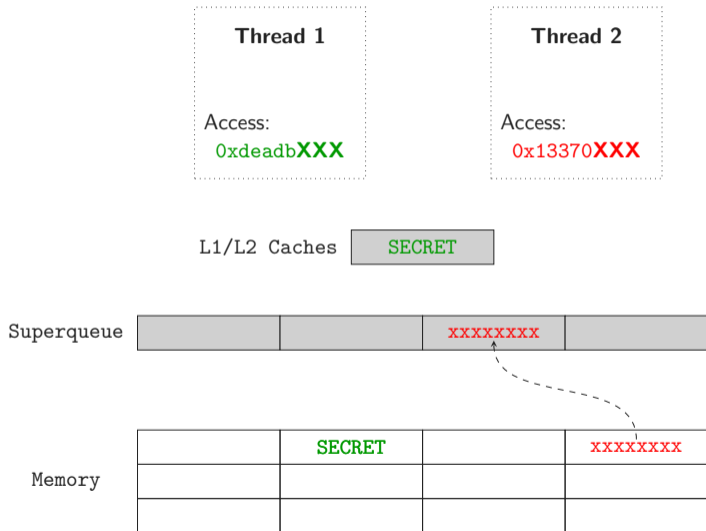 Thread 1
Thread 2
Access:
0xdeadbXXX
Access:
0x13370XXX
L1/L2 Caches
SECRET
Superqueue
xxxxxxxx
SECRET
xxxxxxxx
Memory